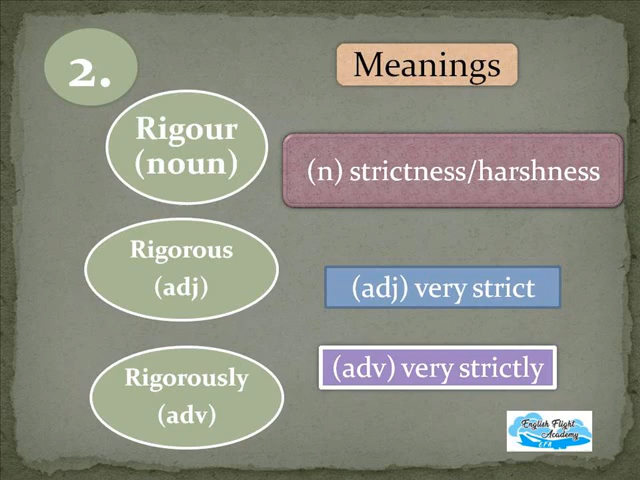 2.
Meanings
Rigour
(noun)
(n) strictness/harshness
Rigorous
(adj)
(adj) very strict
Rigorously
(adv)
(adv) very strictly
English Flight
Academy
E.F.A